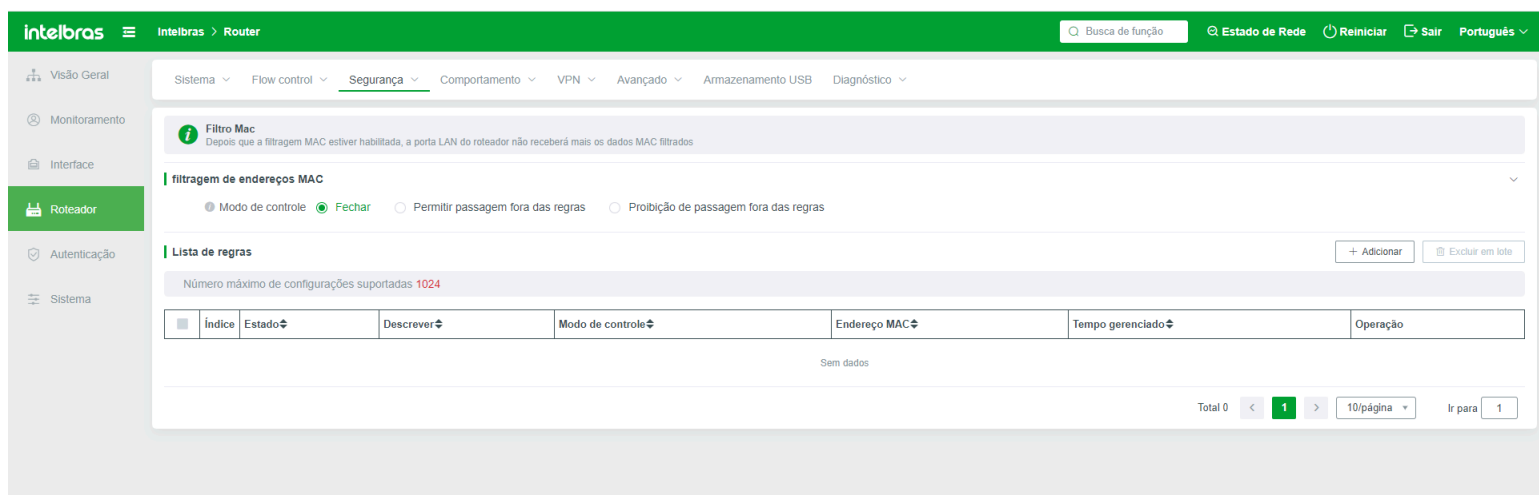 intelbras Intelbras > Router Busca de função Estado de Rede Reiniciar Sair Português
Visão Geral
Monitoramento
Interface
Roteador
Autenticação
Sistema
Sistema Flow control Segurança Comportamento VPN Avançado Armazenamento USB Diagnóstico
Filtro Mac
Depois que a filtragem MAC estiver habilitada, a porta LAN do roteador não receberá mais os dados MAC filtrados
filtragem de endereços MAC
Modo de controle Fechar Permitir passagem fora das regras Proibição de passagem fora das regras
Lista de regras + Adicionar Excluir em lote
Número máximo de configurações suportadas 1024
Índice Estado Descrever Modo de controle Endereço MAC Tempo gerenciado Operação
Sem dados
Total 0 < 1 > 10/página Ir para 1